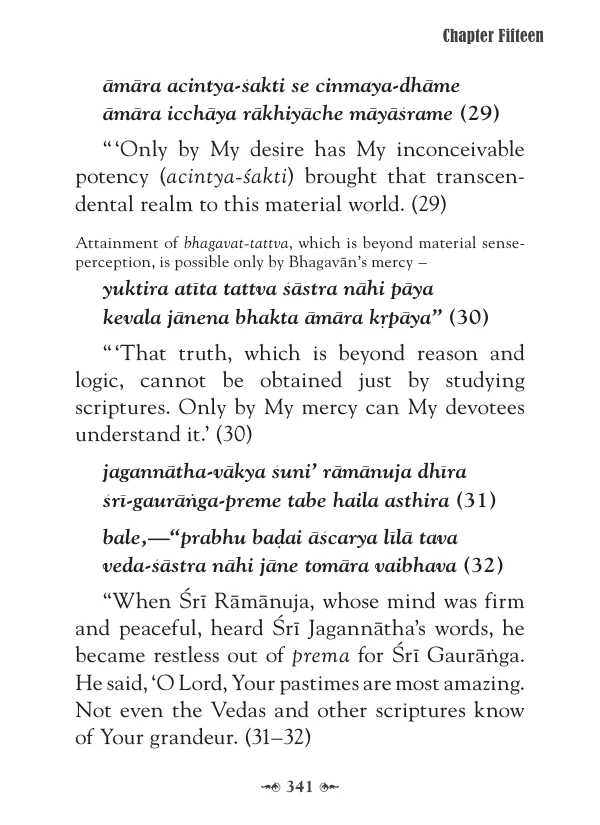 Chapter Fifteen
āmāra acintya-śakti se cinmaya-dhāme
āmāra icchāya rākhiyāche māyāśrame (29)
“ ‘Only by My desire has My inconceivable
potency (acintya-śakti) brought that transcen-
dental realm to this material world. (29)
Attainment of bhagavat-tattva, which is beyond material sense-
perception, is possible only by Bhagavān’s mercy –
yuktira atīta tattva śāstra nāhi pāya
kevala jānena bhakta āmāra kṛpāya” (30)
“ ‘That truth, which is beyond reason and
logic, cannot be obtained just by studying
scriptures. Only by My mercy can My devotees
understand it.’ (30)
jagannātha-vākya śuni’ rāmānuja dhīra
śrī-gaurāṅga-preme tabe haila asthira (31)
bale,—“prabhu baḍai āścarya līlā tava
veda-śāstra nāhi jāne tomāra vaibhava (32)
“When Śrī Rāmānuja, whose mind was firm
and peaceful, heard Śrī Jagannātha’s words, he
became restless out of prema for Śrī Gaurāṅga.
He said, ‘O Lord, Your pastimes are most amazing.
Not even the Vedas and other scriptures know
of Your grandeur. (31–32)
341